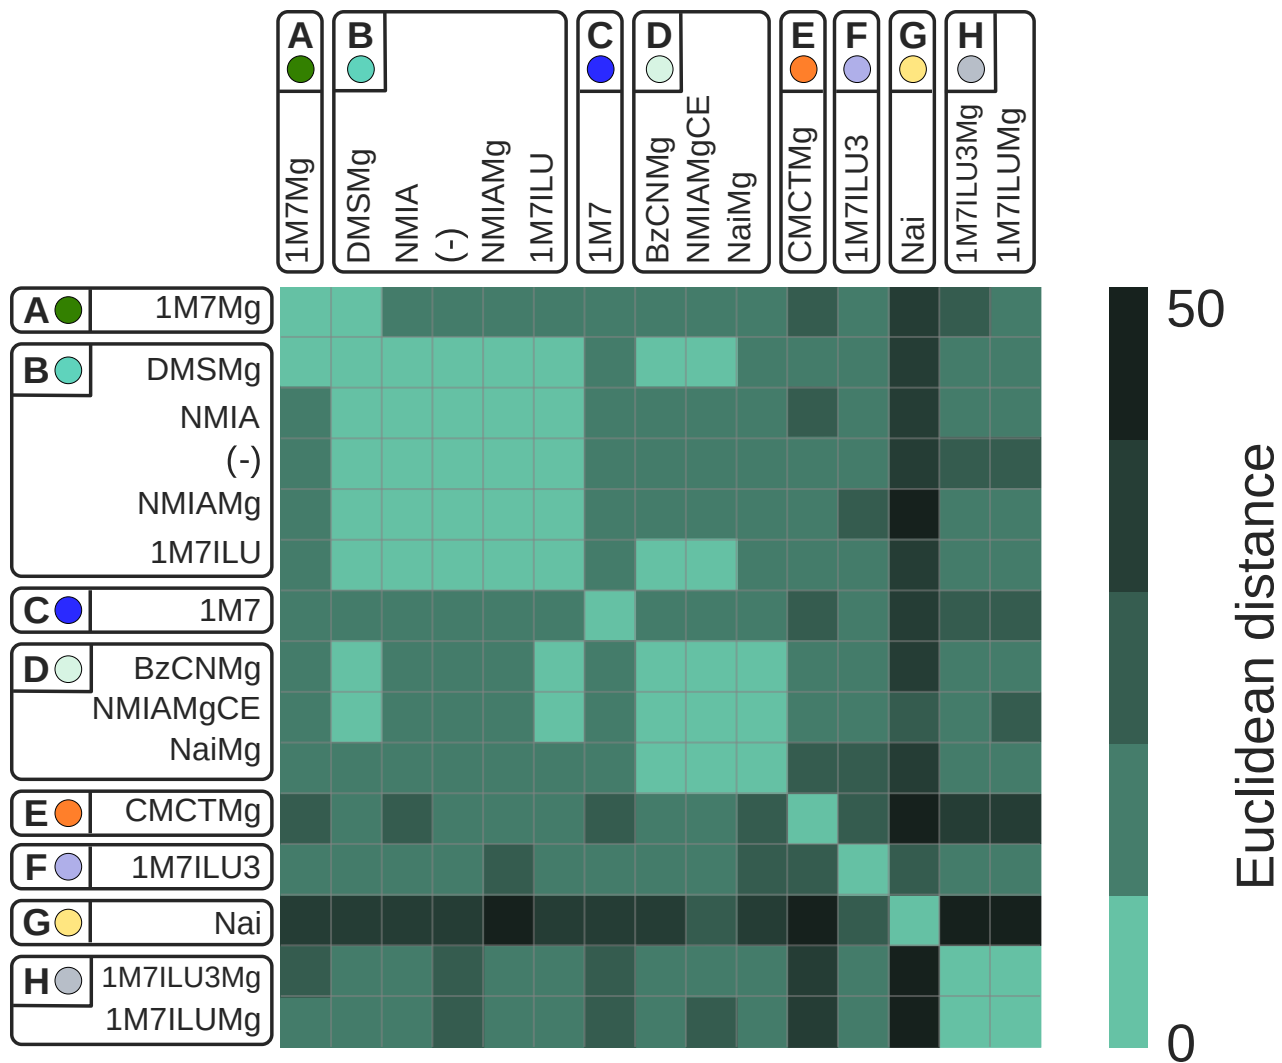 A B C D E F G H
1M7Mg DMSMg NMIA (-) NMIAMg 1M7ILU 1M7 BzCNMg NMIAMgCE NaiMg CMCTMg 1M7ILU3 Nai 1M7ILU3Mg 1M7ILUMg
A 1M7Mg
B DMSMg
NMIA
(-)
NMIAMg
1M7ILU
C 1M7
D BzCNMg
NMIAMgCE
NaiMg
E CMCTMg
F 1M7ILU3
G Nai
H 1M7ILU3Mg
1M7ILUMg
50
Euclidean distance
0